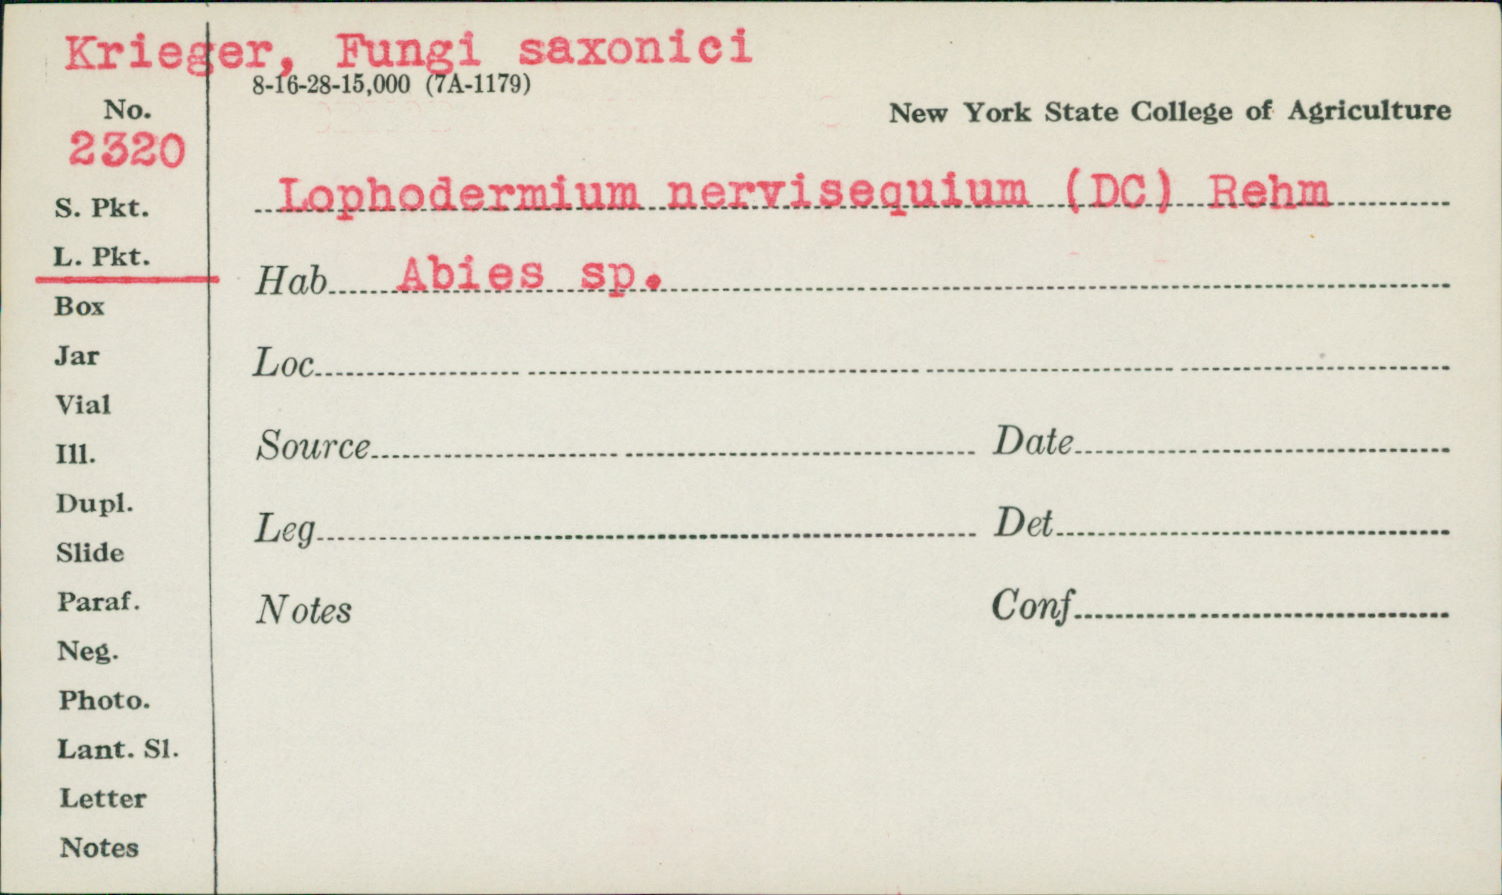 Krieger, Fungi saxonici
8-16-28-15,000 (7A-1179)
No.
2320
New York State College of Agriculture
S. Pkt.
Lophodermium nervisequium (DC) Rehm
L. Pkt.
Hab Abies sp.
Box
Jar
Loc
Vial
Ill.
Source Date
Dupl.
Leg Det
Slide
Paraf.
Notes Conf
Neg.
Photo.
Lant. Sl.
Letter
Notes